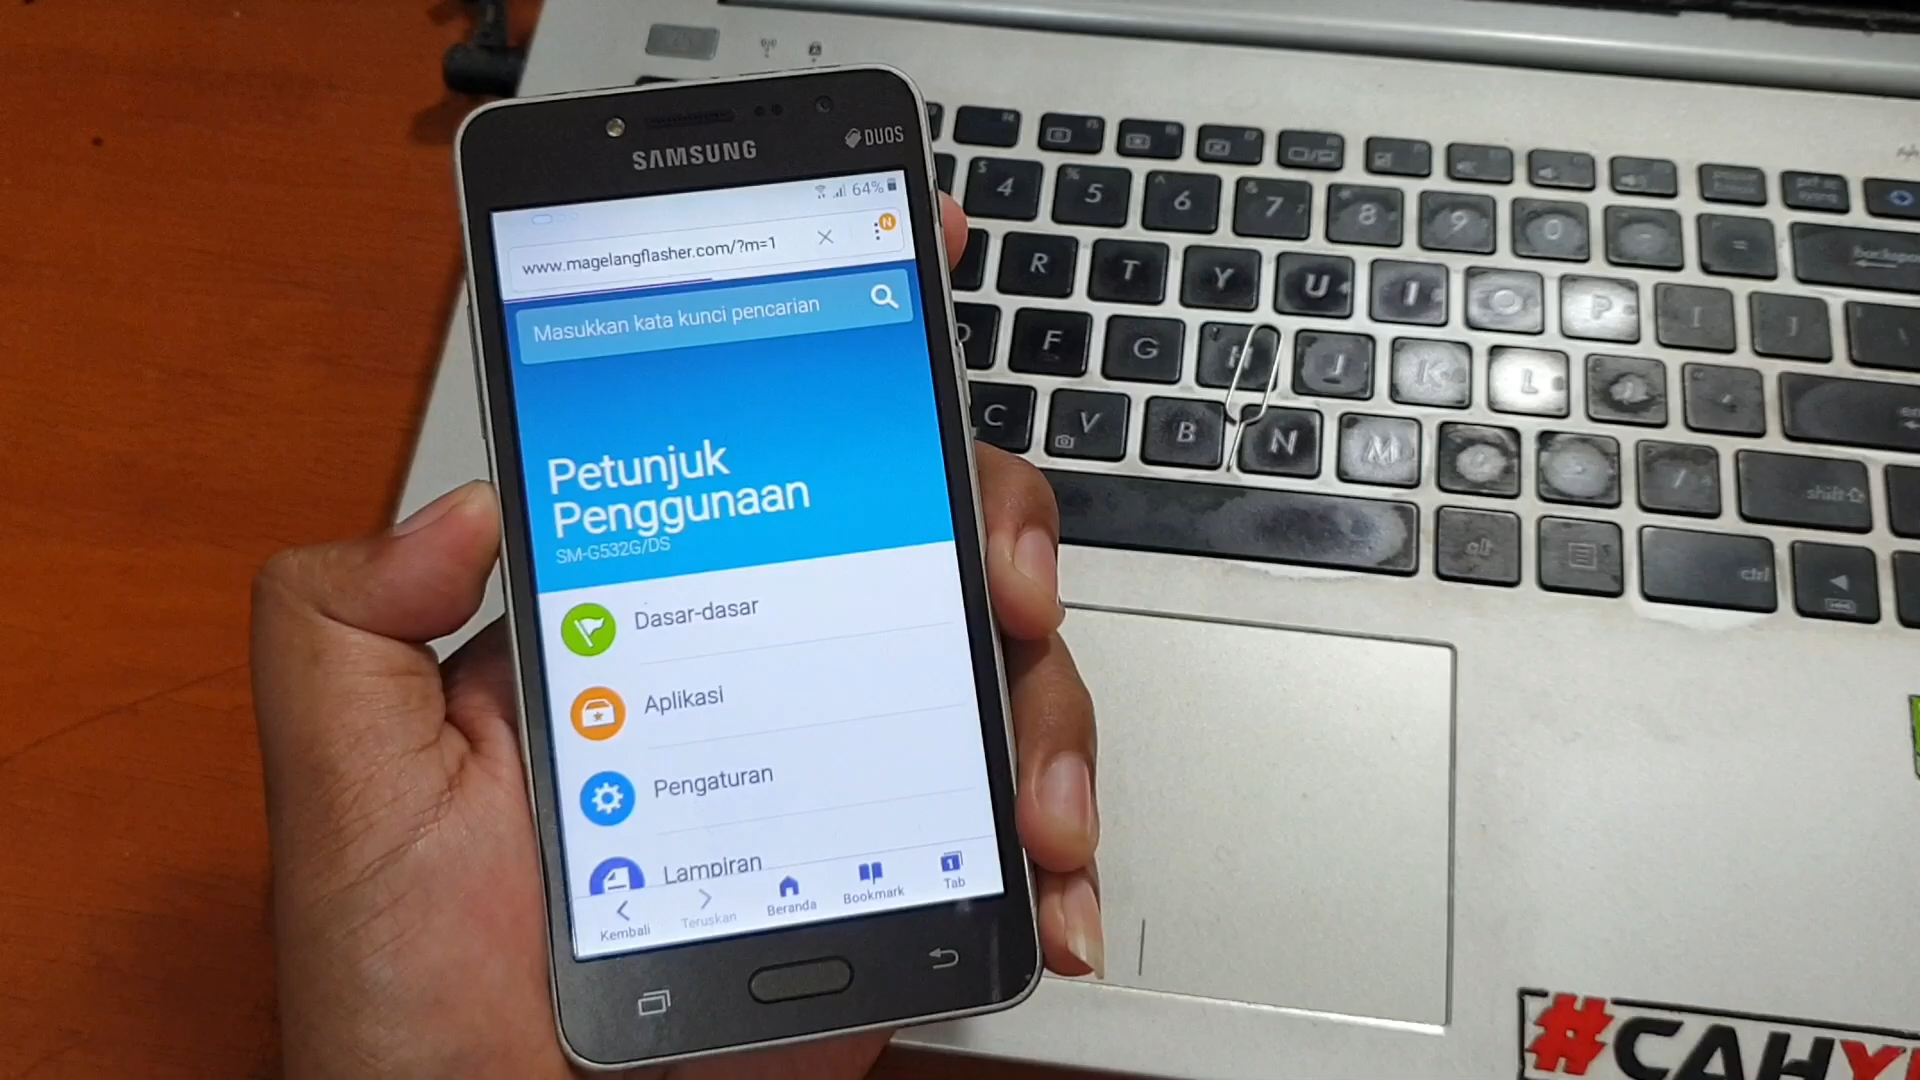 SAMSUNG
DUOS
64%
www.magelangflasher.com/?m=1
N
Masukkan kata kunci pencarian
Petunjuk
Penggunaan
SM-G532G/DS
Dasar-dasar
Aplikasi
Pengaturan
Lampiran
Kembali
Teruskan
Beranda
Bookmark
1
Tab
$ 4
% 5
^ 6
& 7
* 8
9
0
=
R
T
Y
U
I
O
P
F
G
H
J
K
L
C
V
B
N
M
shift
alt
ctrl
#CAHY